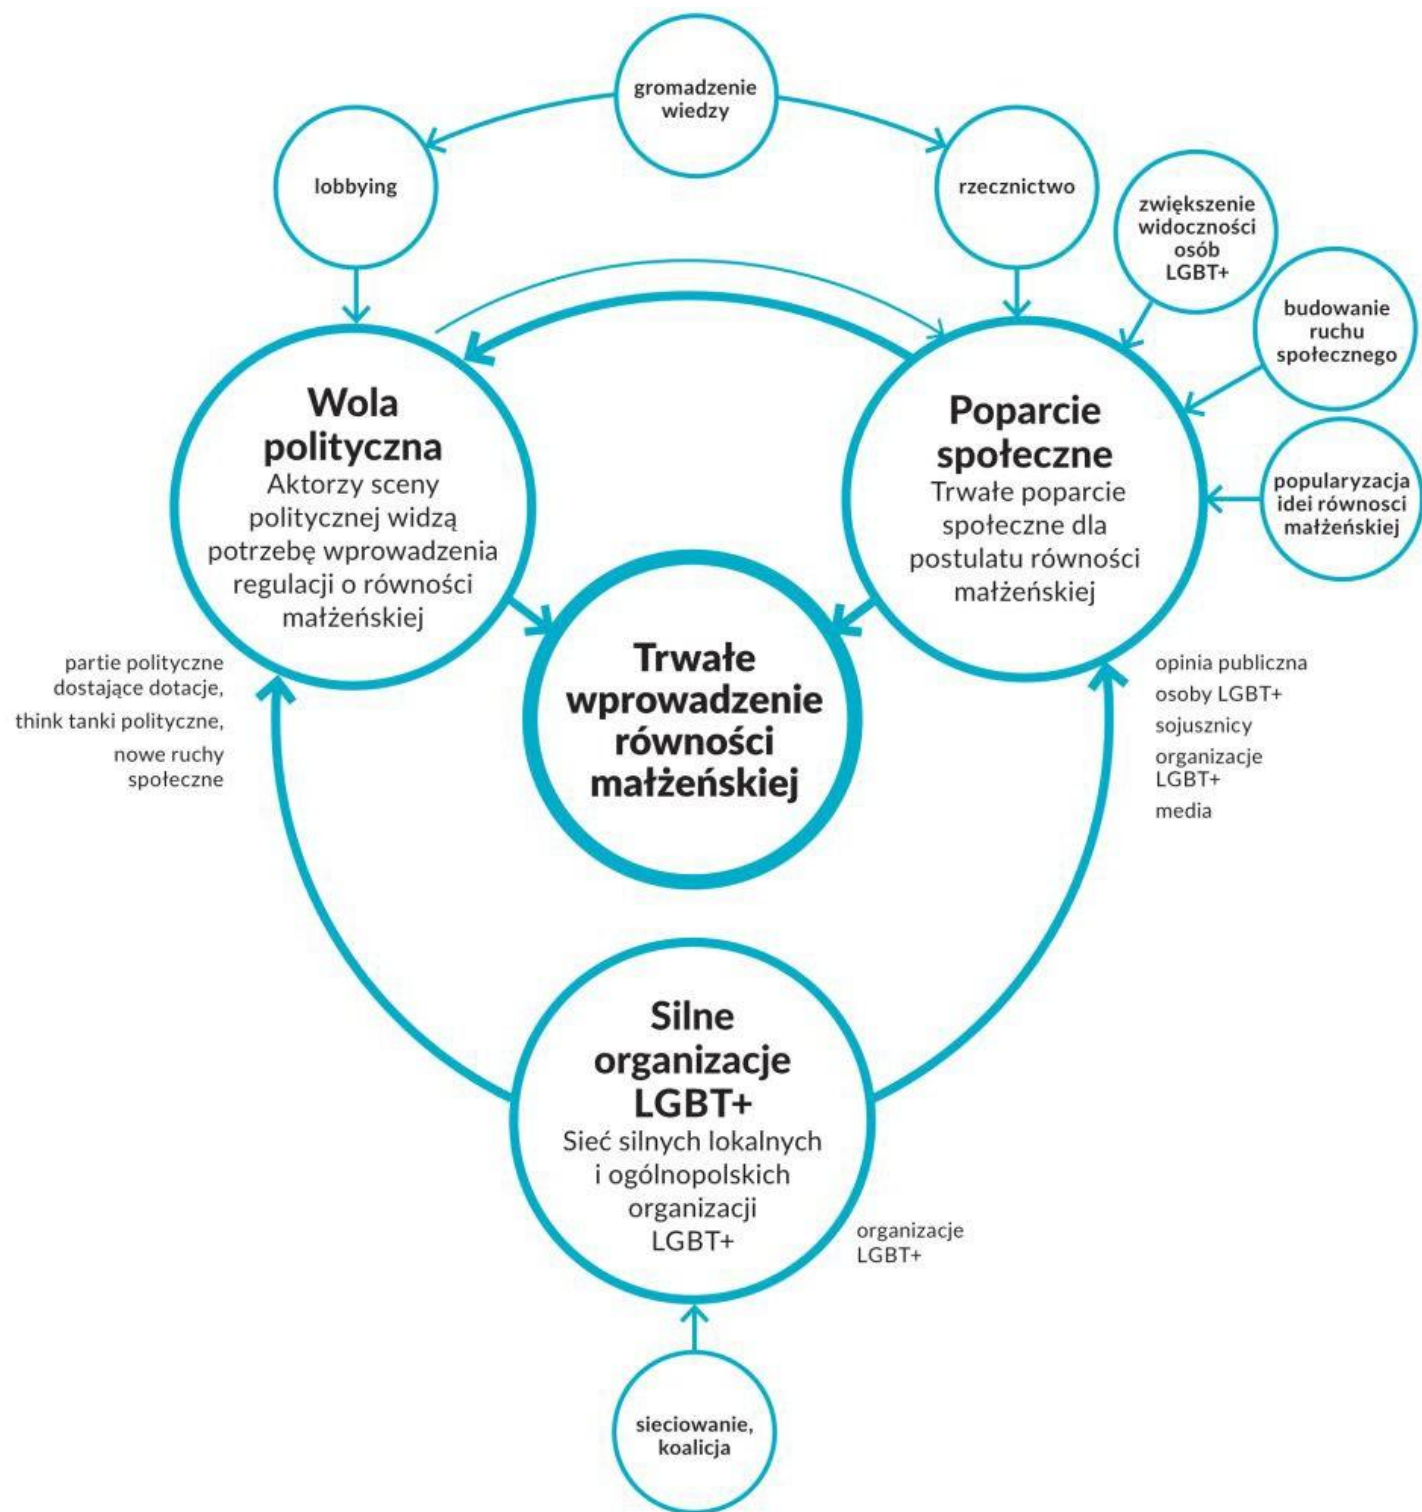 gromadzenie
wiedzy
lobbying
rzecznictwo
zwiększenie
widoczności
osób
LGBT+
budowanie
ruchu
społecznego
popularyzacja
idei równosci
małżeńskiej
Wola
polityczna
Aktorzy sceny
politycznej widzą
potrzebę wprowadzenia
regulacji o równości
małżeńskiej
Poparcie
społeczne
Trwałe poparcie
społeczne dla
postulatu równości
małżeńskiej
Trwałe
wprowadzenie
równości
małżeńskiej
partie polityczne
dostające dotacje,
think tanki polityczne,
nowe ruchy
społeczne
opinia publiczna
osoby LGBT+
sojusznicy
organizacje
LGBT+
media
Silne
organizacje
LGBT+
Sieć silnych lokalnych
i ogólnopolskich
organizacji
LGBT+
organizacje
LGBT+
sieciowanie,
koalicja